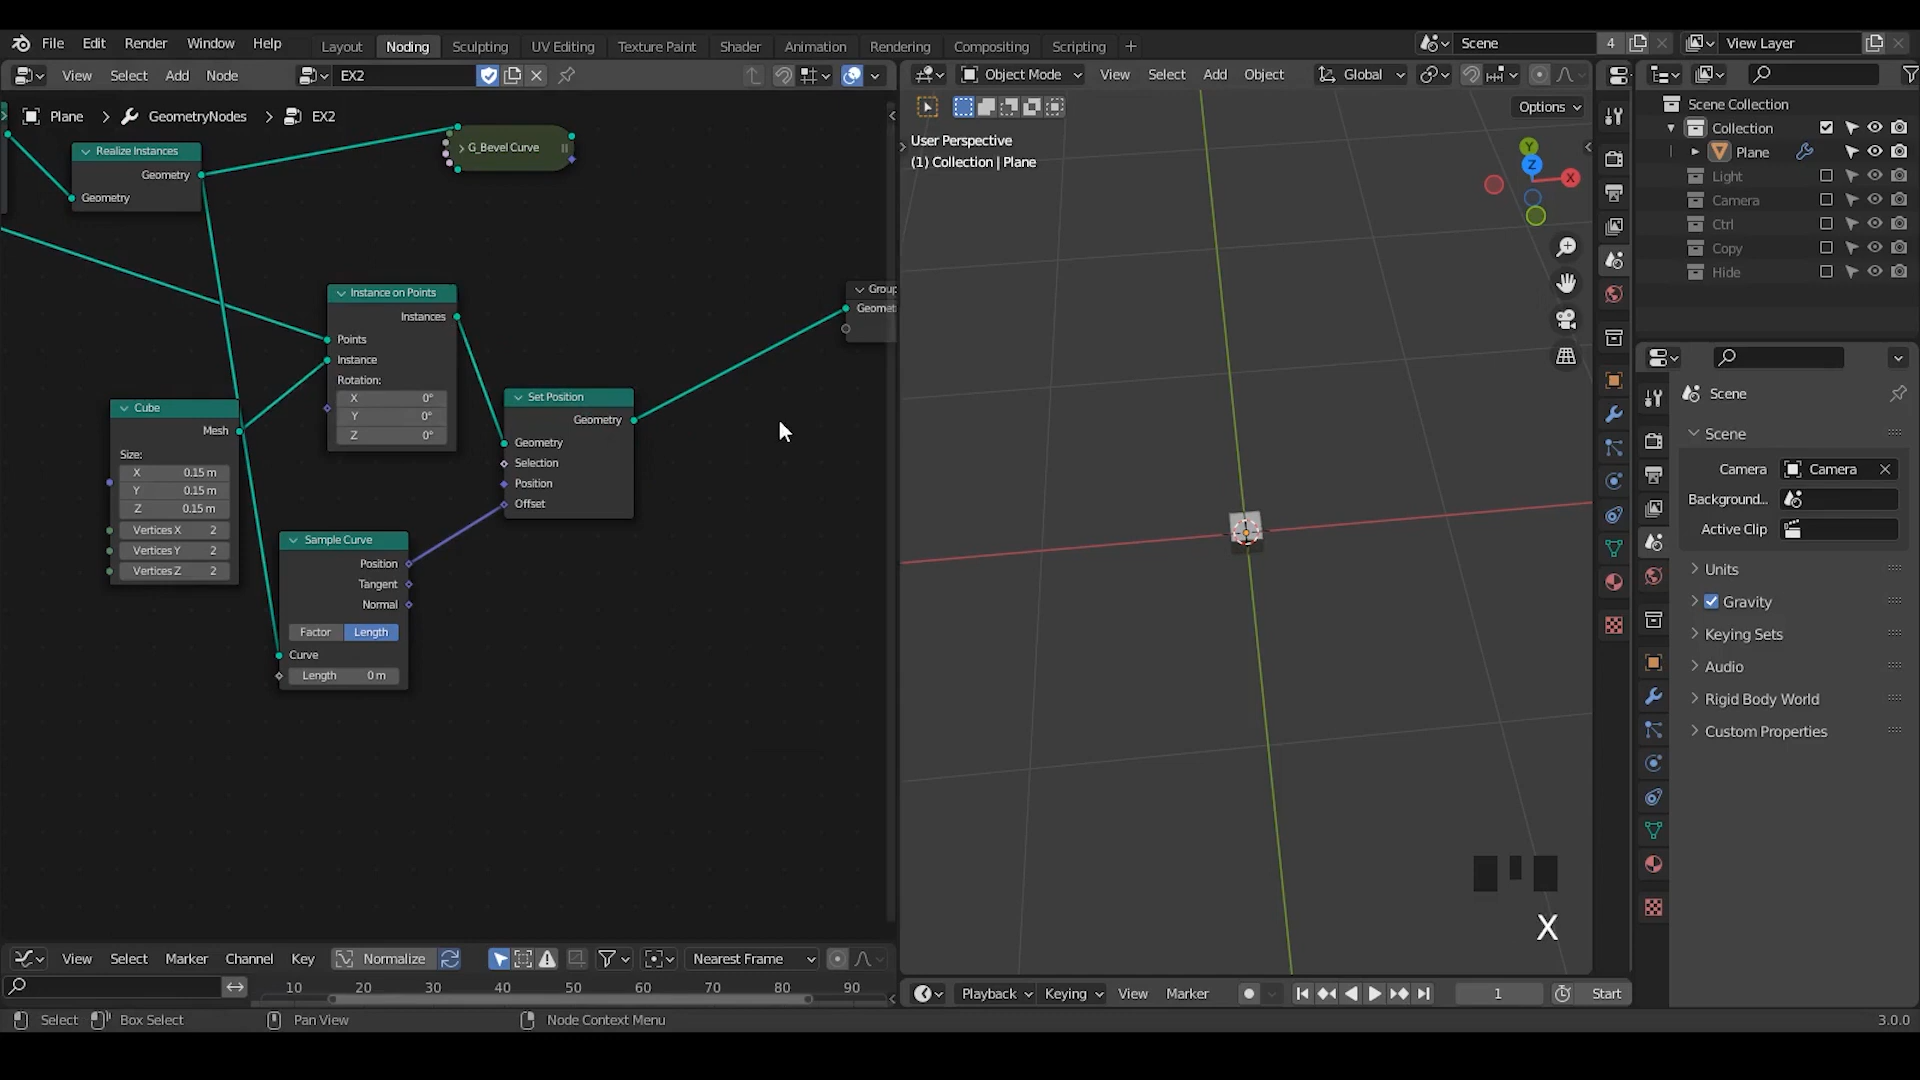 File Edit Render Window Help
Layout Noding Sculpting UV Editing Texture Paint Shader Animation Rendering Compositing Scripting +
Scene 4
View Layer
View Select Add Node
EX2
Object Mode View Select Add Object Global
Options
Plane > GeometryNodes > EX2
User Perspective
(1) Collection | Plane
Y
Z
X
Realize Instances
Geometry
Geometry
G_Bevel Curve
Instance on Points
Instances
Points
Instance
Rotation:
X 0°
Y 0°
Z 0°
Group
Cube
Mesh
Size:
X 0.15 m
Y 0.15 m
Z 0.15 m
Vertices X 2
Vertices Y 2
Vertices Z 2
Set Position
Geometry
Geometry
Selection
Position
Offset
Sample Curve
Position
Tangent
Normal
Factor Length
Curve
Length 0 m
X
Scene Collection
Collection
Plane
Light
Camera
Ctrl
Copy
Hide
Scene
Scene
Camera Camera
Background...
Active Clip
Units
Gravity
Keying Sets
Audio
Rigid Body World
Custom Properties
View Select Marker Channel Key Normalize Nearest Frame
10 20 30 40 50 60 70 80 90
Playback Keying View Marker 1 Start
Select Box Select Pan View Node Context Menu 3.0.0